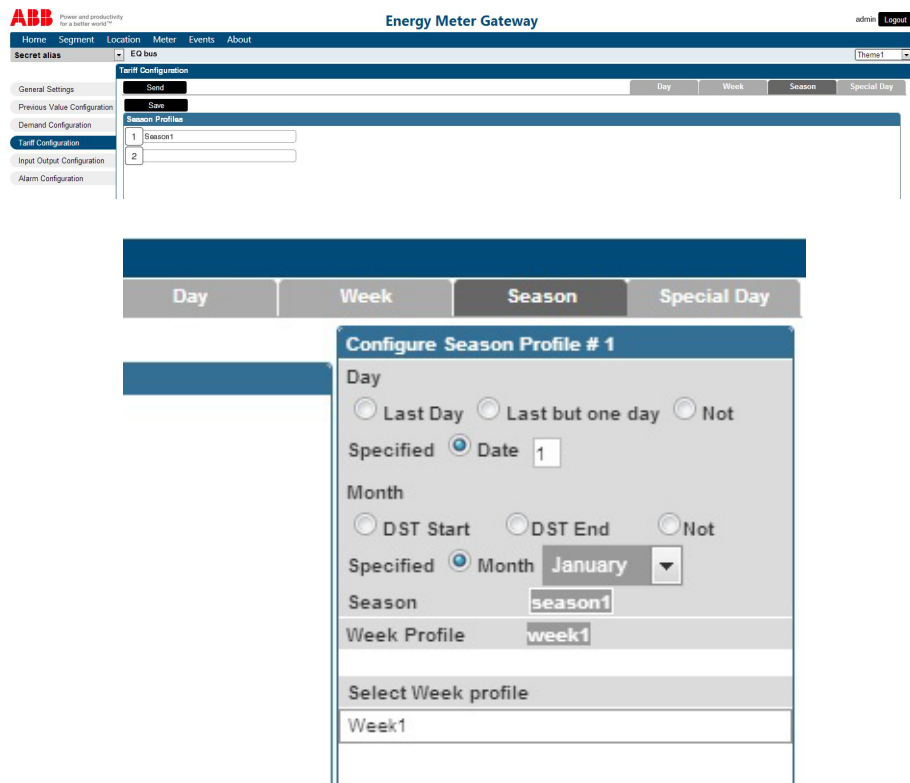 ABB Power and productivity
for a better world™
Energy Meter Gateway
admin Logout
Home Segment Location Meter Events About
Secret alias EQ bus Theme1
Tariff Configuration
General Settings
Previous Value Configuration
Demand Configuration
Tariff Configuration
Input Output Configuration
Alarm Configuration
Send
Day Week Season Special Day
Save
Season Profiles
1 Season1
2
Day Week Season Special Day
Configure Season Profile # 1
Day
Last Day Last but one day Not
Specified Date 1
Month
DST Start DST End Not
Specified Month January
Season season1
Week Profile week1
Select Week profile
Week1